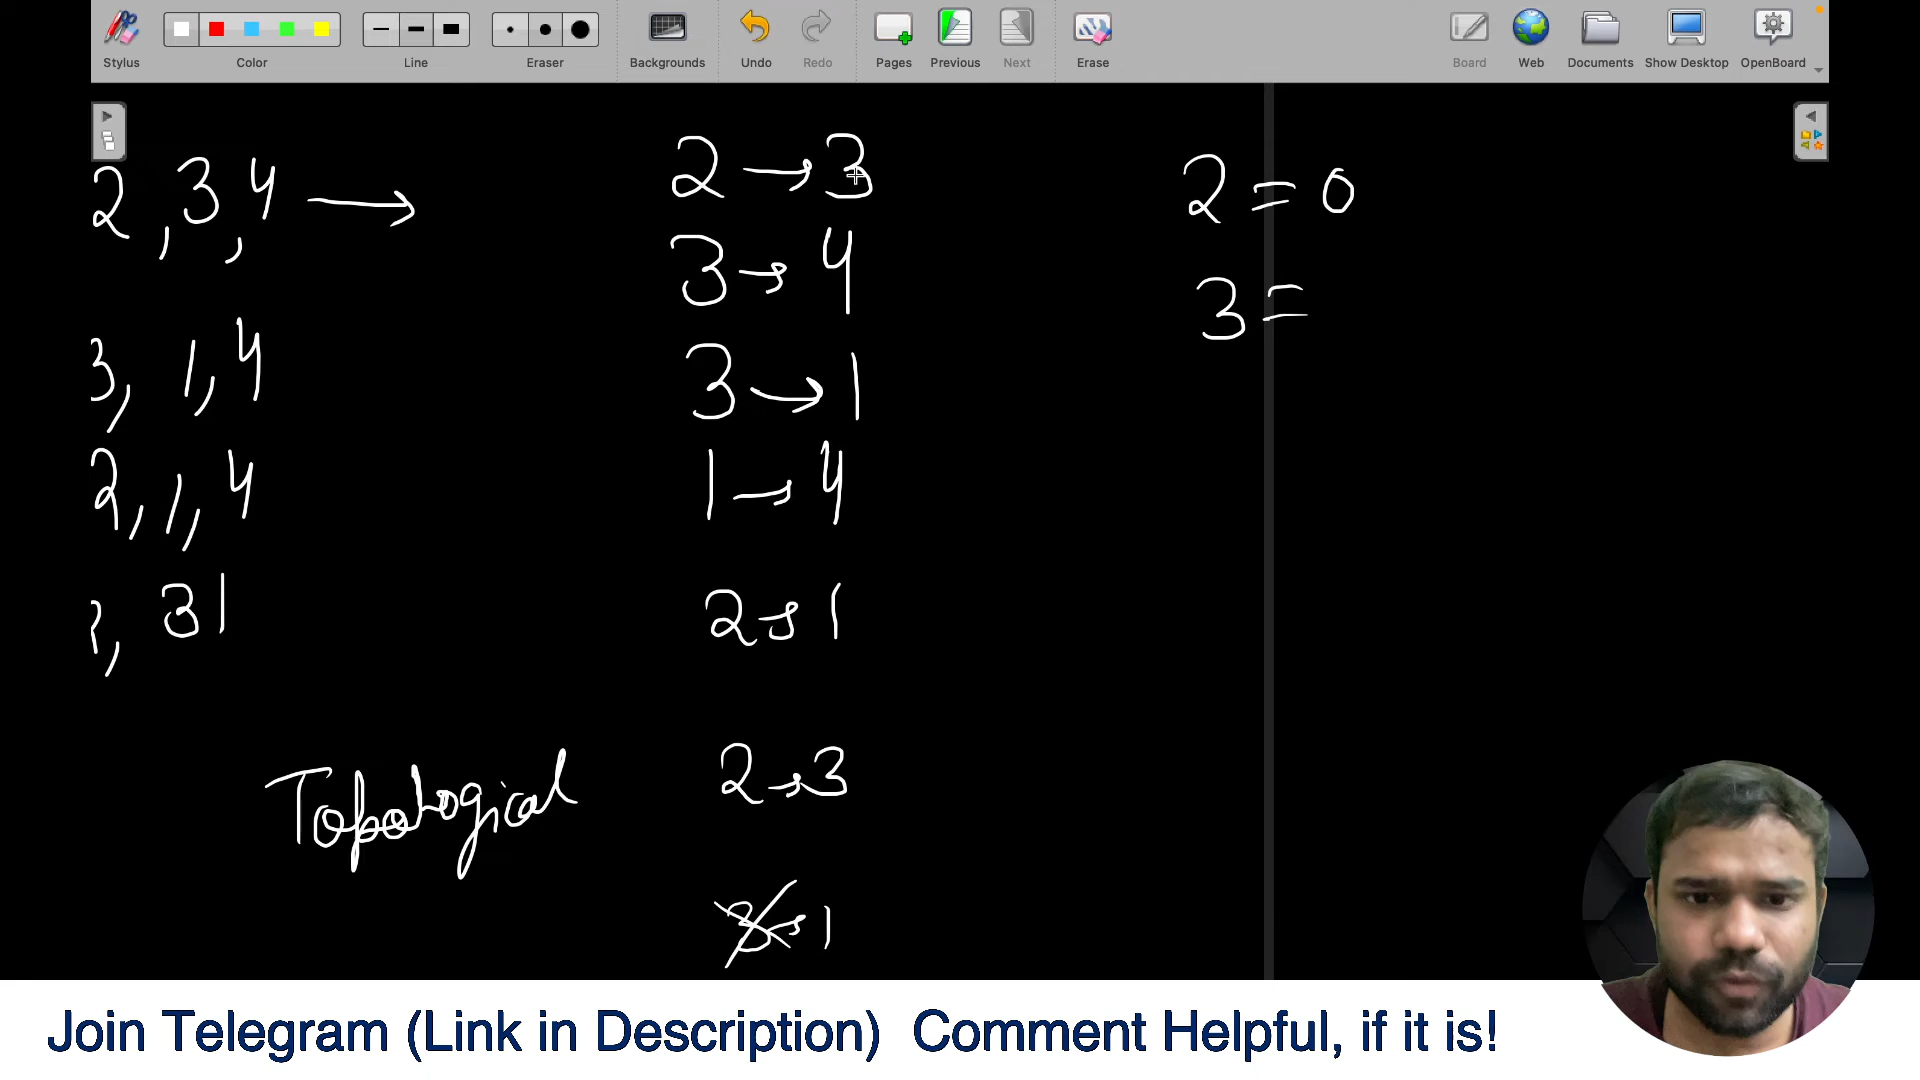 Stylus Color Line Eraser Backgrounds Undo Redo Pages Previous Next Erase Board Web Documents Show Desktop OpenBoard
2, 3, 4 →
3, 1, 4
2, 1, 4
, 31
Topological
2 → 3
3 → 4
3 → 1
1 → 4
2 → 1
2 → 3
3 → 1
2 = 0
3 =
Join Telegram (Link in Description) Comment Helpful, if it is!